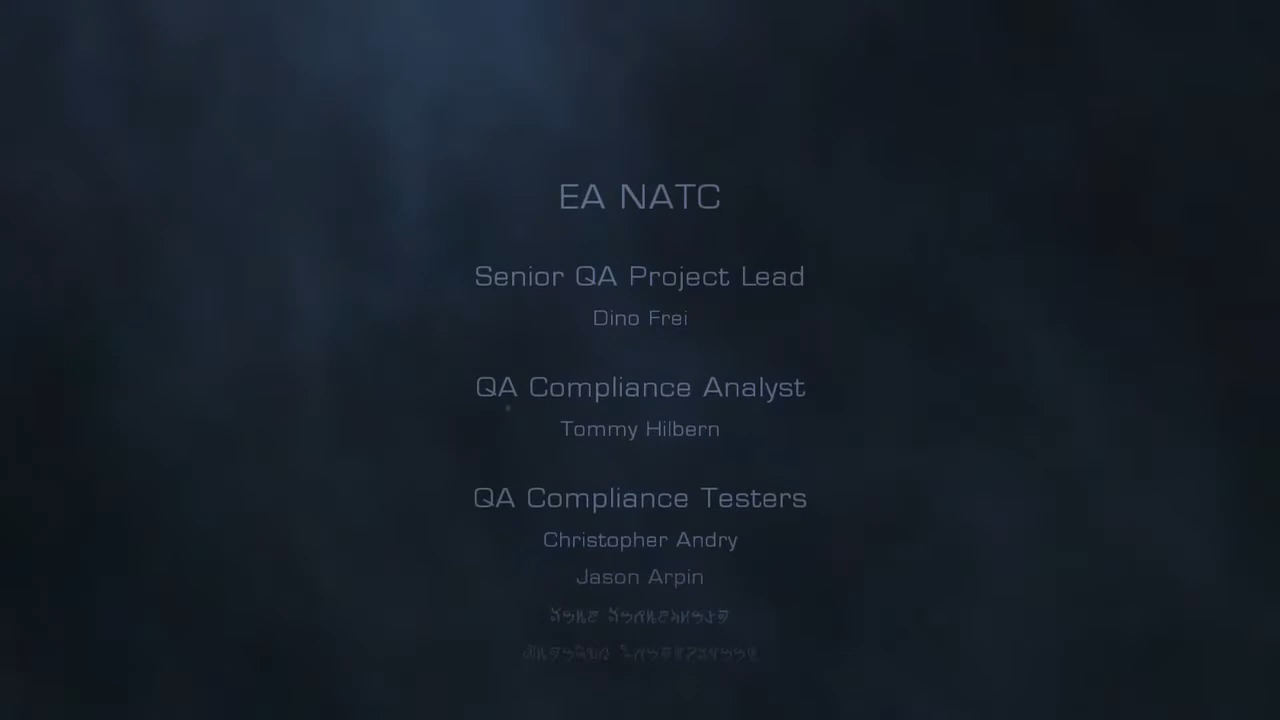 EA NATC
Senior QA Project Lead
Dino Frei
QA Compliance Analyst
Tommy Hilbern
QA Compliance Testers
Christopher Andry
Jason Arpin